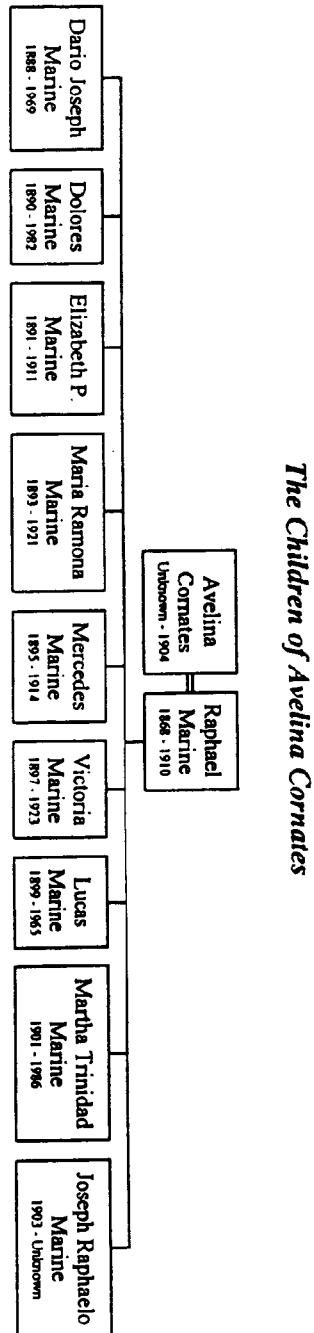 The Children of Avelina Cornates
Avelina
Cornates
Unknown - 1904
Raphael
Marine
1868 - 1910
Dario Joseph
Marine
1888 - 1969
Dolores
Marine
1890 - 1982
Elizabeth P.
Marine
1891 - 1911
Maria Ramona
Marine
1893 - 1921
Mercedes
Marine
1895 - 1914
Victoria
Marine
1897 - 1923
Lucas
Marine
1899 - 1965
Martha Trinidad
Marine
1901 - 1986
Joseph Raphaelo
Marine
1903 - Unknown